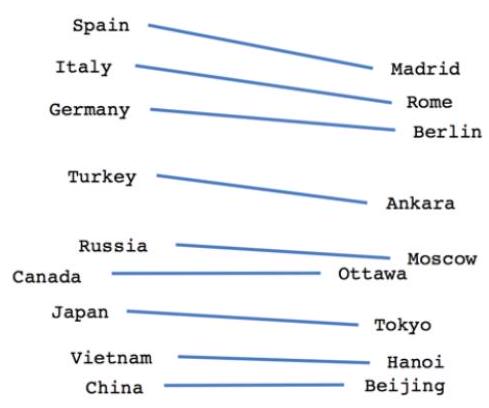 Spain Madrid
Italy Rome
Germany Berlin
Turkey Ankara
Russia Moscow
Canada Ottawa
Japan Tokyo
Vietnam Hanoi
China Beijing